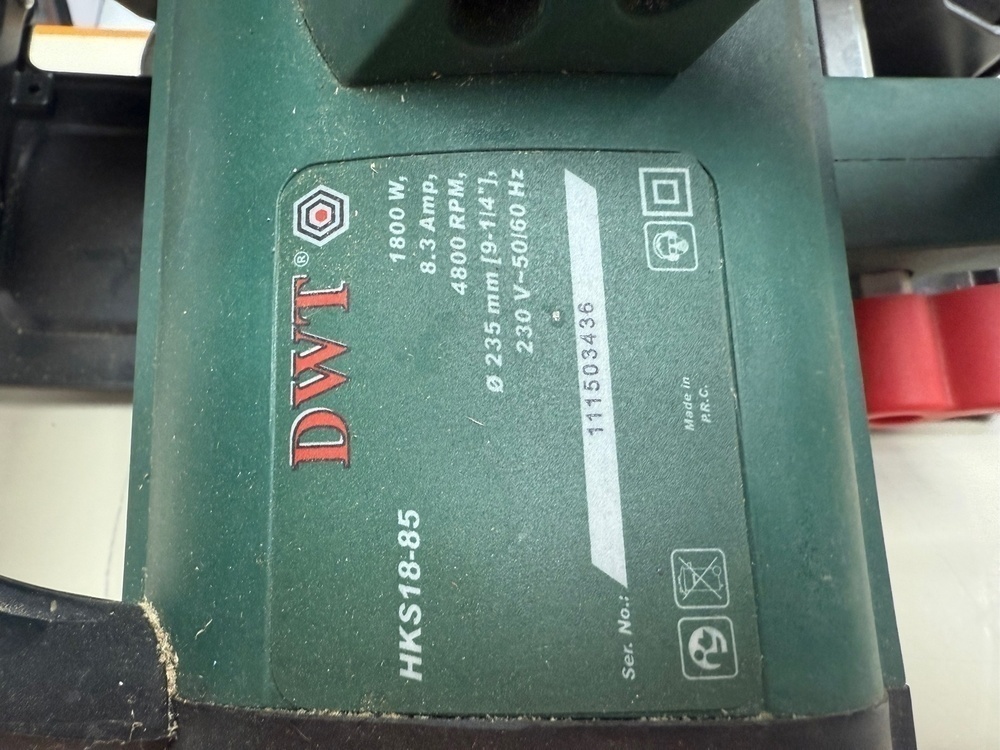 DWT®
HKS18-85
1800 W,
8.3 Amp,
4800 RPM,
Ø 235 mm [9-1/4"],
230 V~50/60 Hz
Ser. No.: 111503436
Made in
P.R.C.